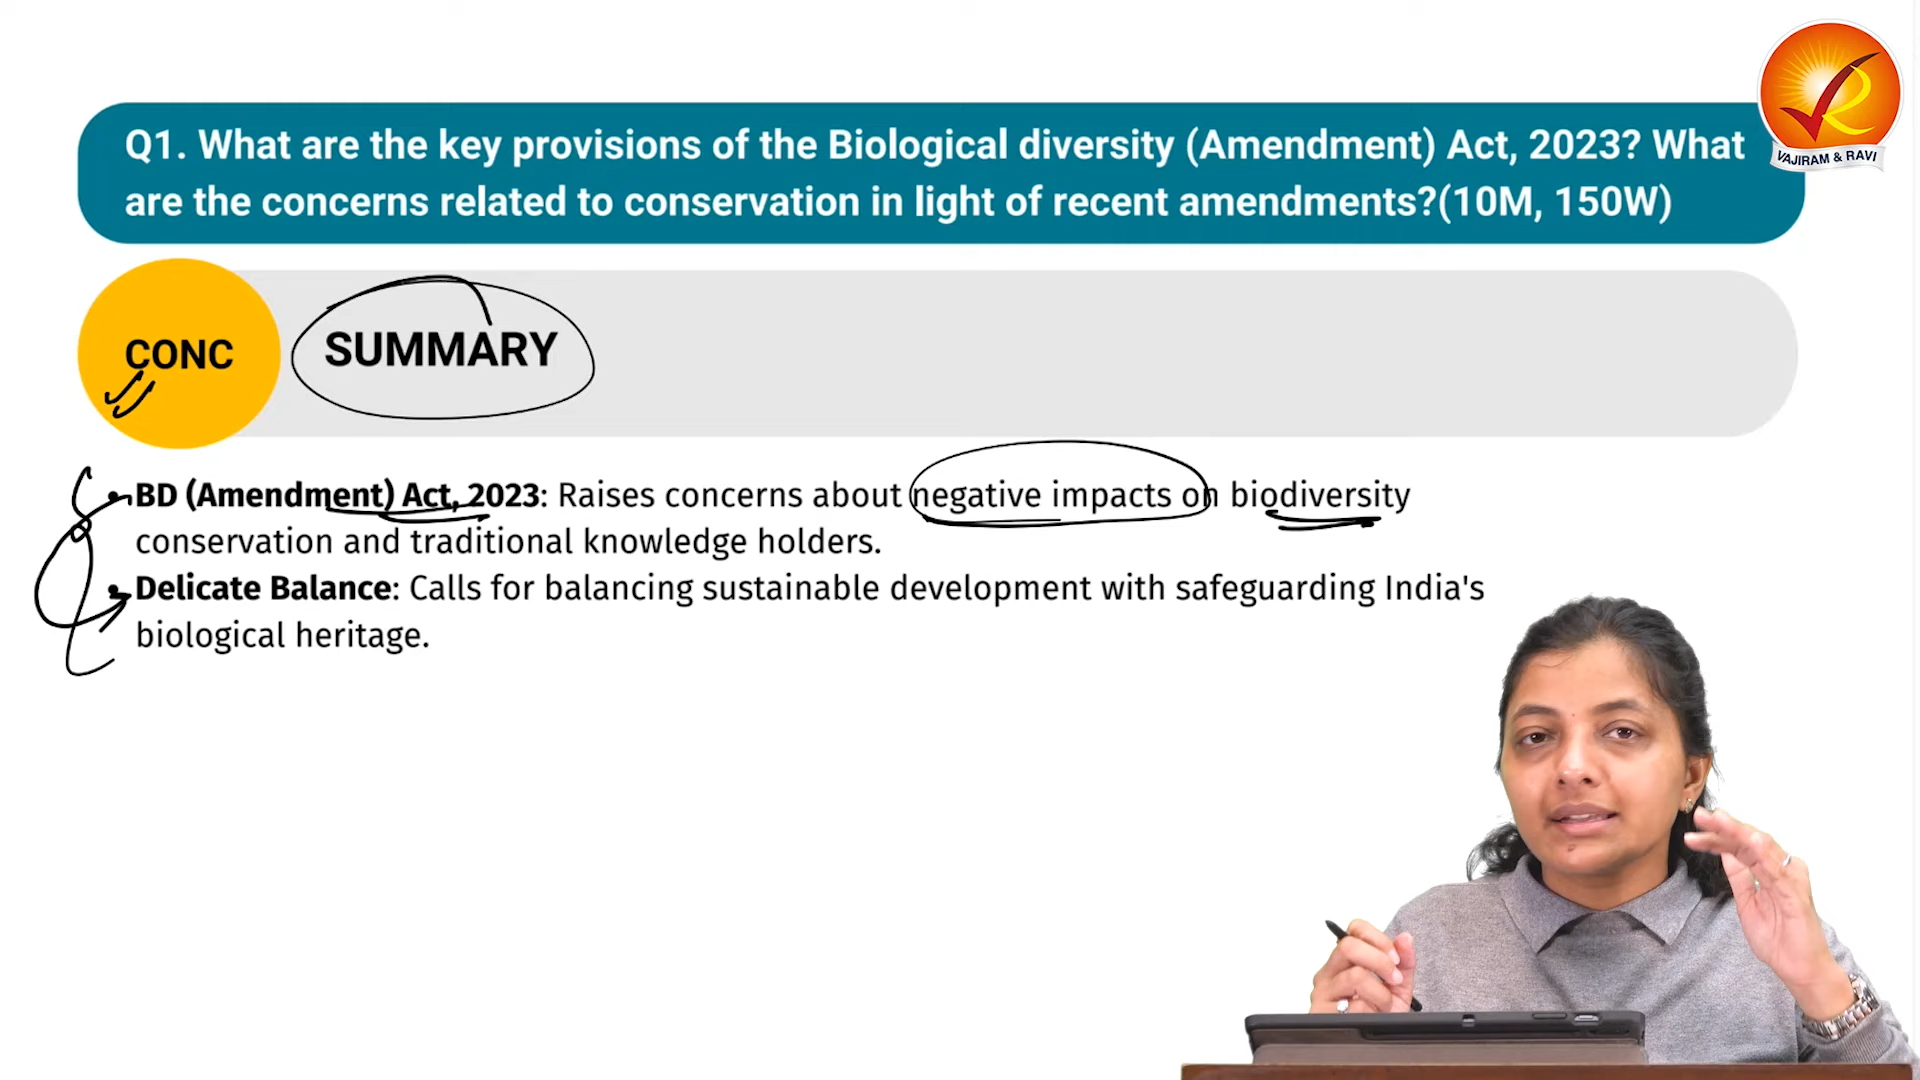 Q1. What are the key provisions of the Biological diversity (Amendment) Act, 2023? What
are the concerns related to conservation in light of recent amendments?(10M, 150W)
VAJIRAM & RAVI
CONC
SUMMARY
• BD (Amendment) Act, 2023: Raises concerns about negative impacts on biodiversity
conservation and traditional knowledge holders.
• Delicate Balance: Calls for balancing sustainable development with safeguarding India's
biological heritage.